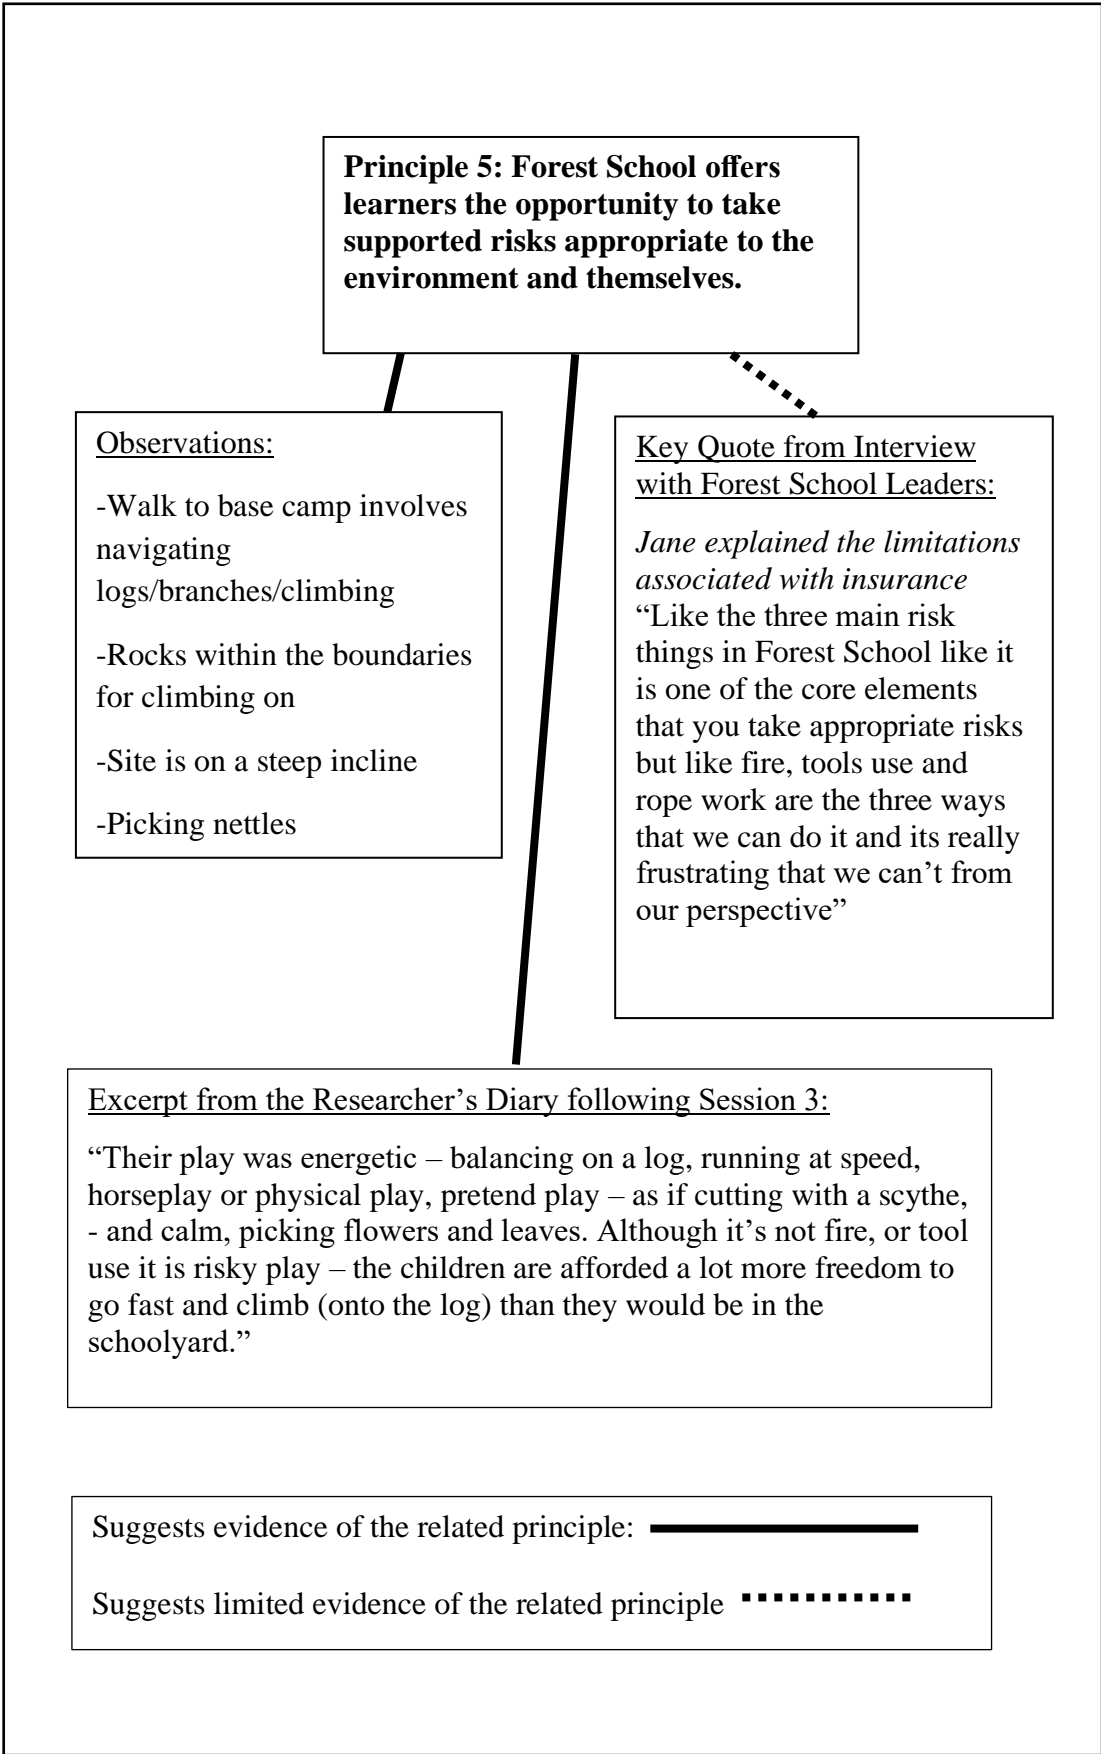 Principle 5: Forest School offers
learners the opportunity to take
supported risks appropriate to the
environment and themselves.
Observations:
-Walk to base camp involves
navigating
logs/branches/climbing
-Rocks within the boundaries
for climbing on
-Site is on a steep incline
-Picking nettles
Key Quote from Interview
with Forest School Leaders:
Jane explained the limitations
associated with insurance
“Like the three main risk
things in Forest School like it
is one of the core elements
that you take appropriate risks
but like fire, tools use and
rope work are the three ways
that we can do it and its really
frustrating that we can’t from
our perspective”
Excerpt from the Researcher’s Diary following Session 3:
“Their play was energetic – balancing on a log, running at speed,
horseplay or physical play, pretend play – as if cutting with a scythe,
- and calm, picking flowers and leaves. Although it’s not fire, or tool
use it is risky play – the children are afforded a lot more freedom to
go fast and climb (onto the log) than they would be in the
schoolyard.”
Suggests evidence of the related principle:
Suggests limited evidence of the related principle